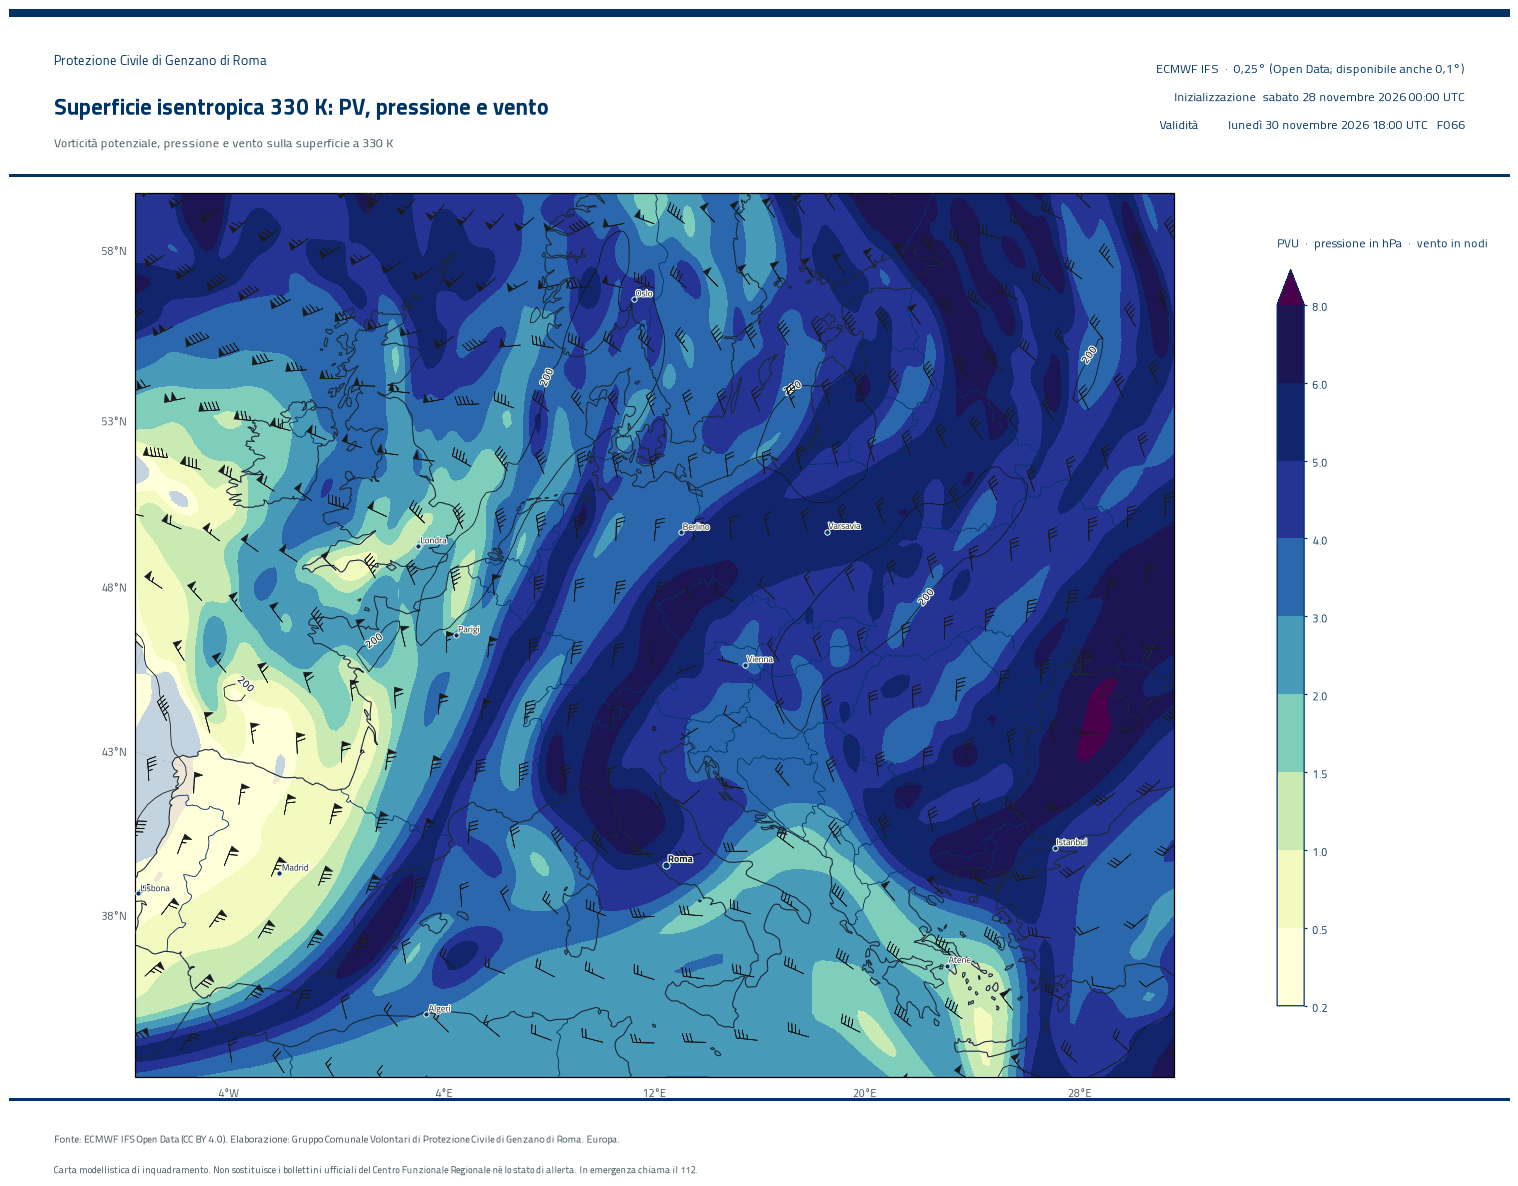 Protezione Civile di Genzano di Roma
Superficie isentropica 330 K: PV, pressione e vento
Vorticità potenziale, pressione e vento sulla superficie a 330 K
ECMWF IFS · 0,25° (Open Data; disponibile anche 0,1°)
Inizializzazione sabato 28 novembre 2026 00:00 UTC
Validità lunedì 30 novembre 2026 18:00 UTC F066
PVU · pressione in hPa · vento in nodi
8.0
6.0
5.0
4.0
3.0
2.0
1.5
1.0
0.5
0.2
58°N
53°N
48°N
43°N
38°N
4°W
4°E
12°E
20°E
28°E
Oslo
200
200
200
Londra
Berlino
Varsavia
200
Parigi
200
Vienna
200
Istanbul
Roma
Madrid
Lisbona
Atene
Algeri
Fonte: ECMWF IFS Open Data (CC BY 4.0). Elaborazione: Gruppo Comunale Volontari di Protezione Civile di Genzano di Roma. Europa.
Carta modellistica di inquadramento. Non sostituisce i bollettini ufficiali del Centro Funzionale Regionale né lo stato di allerta. In emergenza chiama il 112.